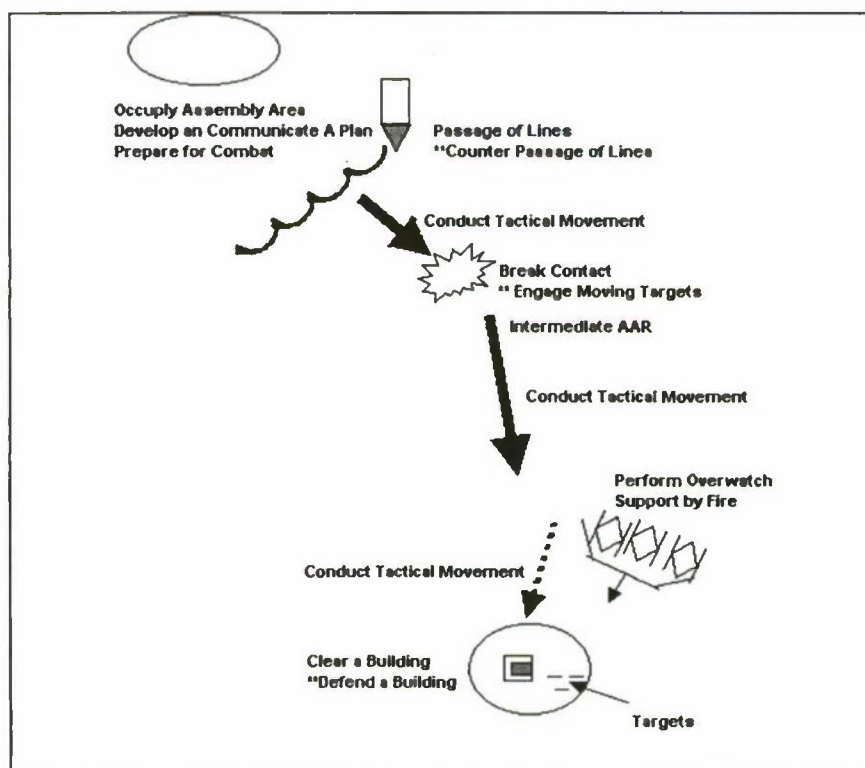 Occuply Assembly Area
Develop an Communicate A Plan
Prepare for Combat
Passage of Lines
**Counter Passage of Lines
Conduct Tactical Movement
Break Contact
** Engage Moving Targets
Intermediate AAR
Conduct Tactical Movement
Perform Overwatch
Support by Fire
Conduct Tactical Movement
Clear a Building
**Defend a Building
Targets